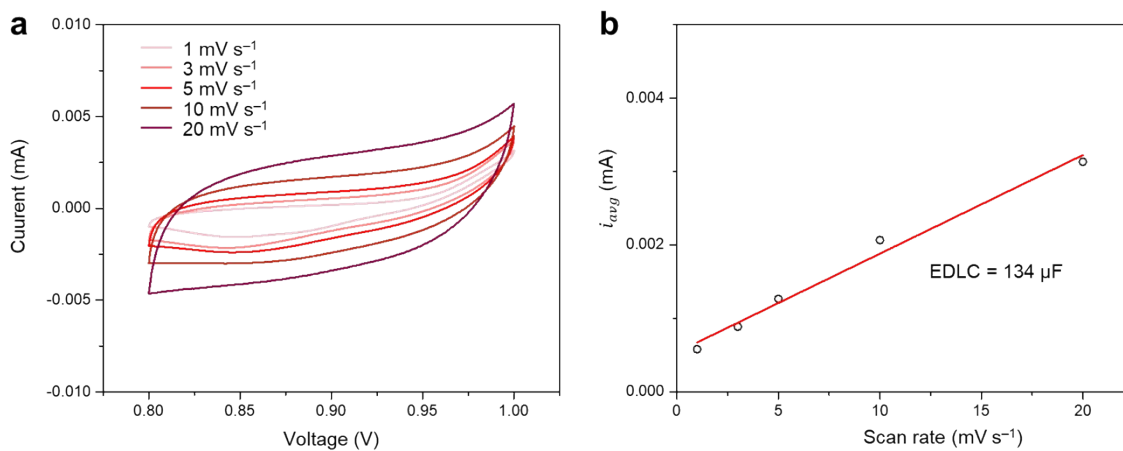 a
Cuurent (mA)
0.010
0.005
0.000
-0.005
-0.010
1 mV s⁻¹
3 mV s⁻¹
5 mV s⁻¹
10 mV s⁻¹
20 mV s⁻¹
0.80 0.85 0.90 0.95 1.00
Voltage (V)
b
iavg (mA)
0.004
0.002
0.000
EDLC = 134 µF
0 5 10 15 20
Scan rate (mV s⁻¹)